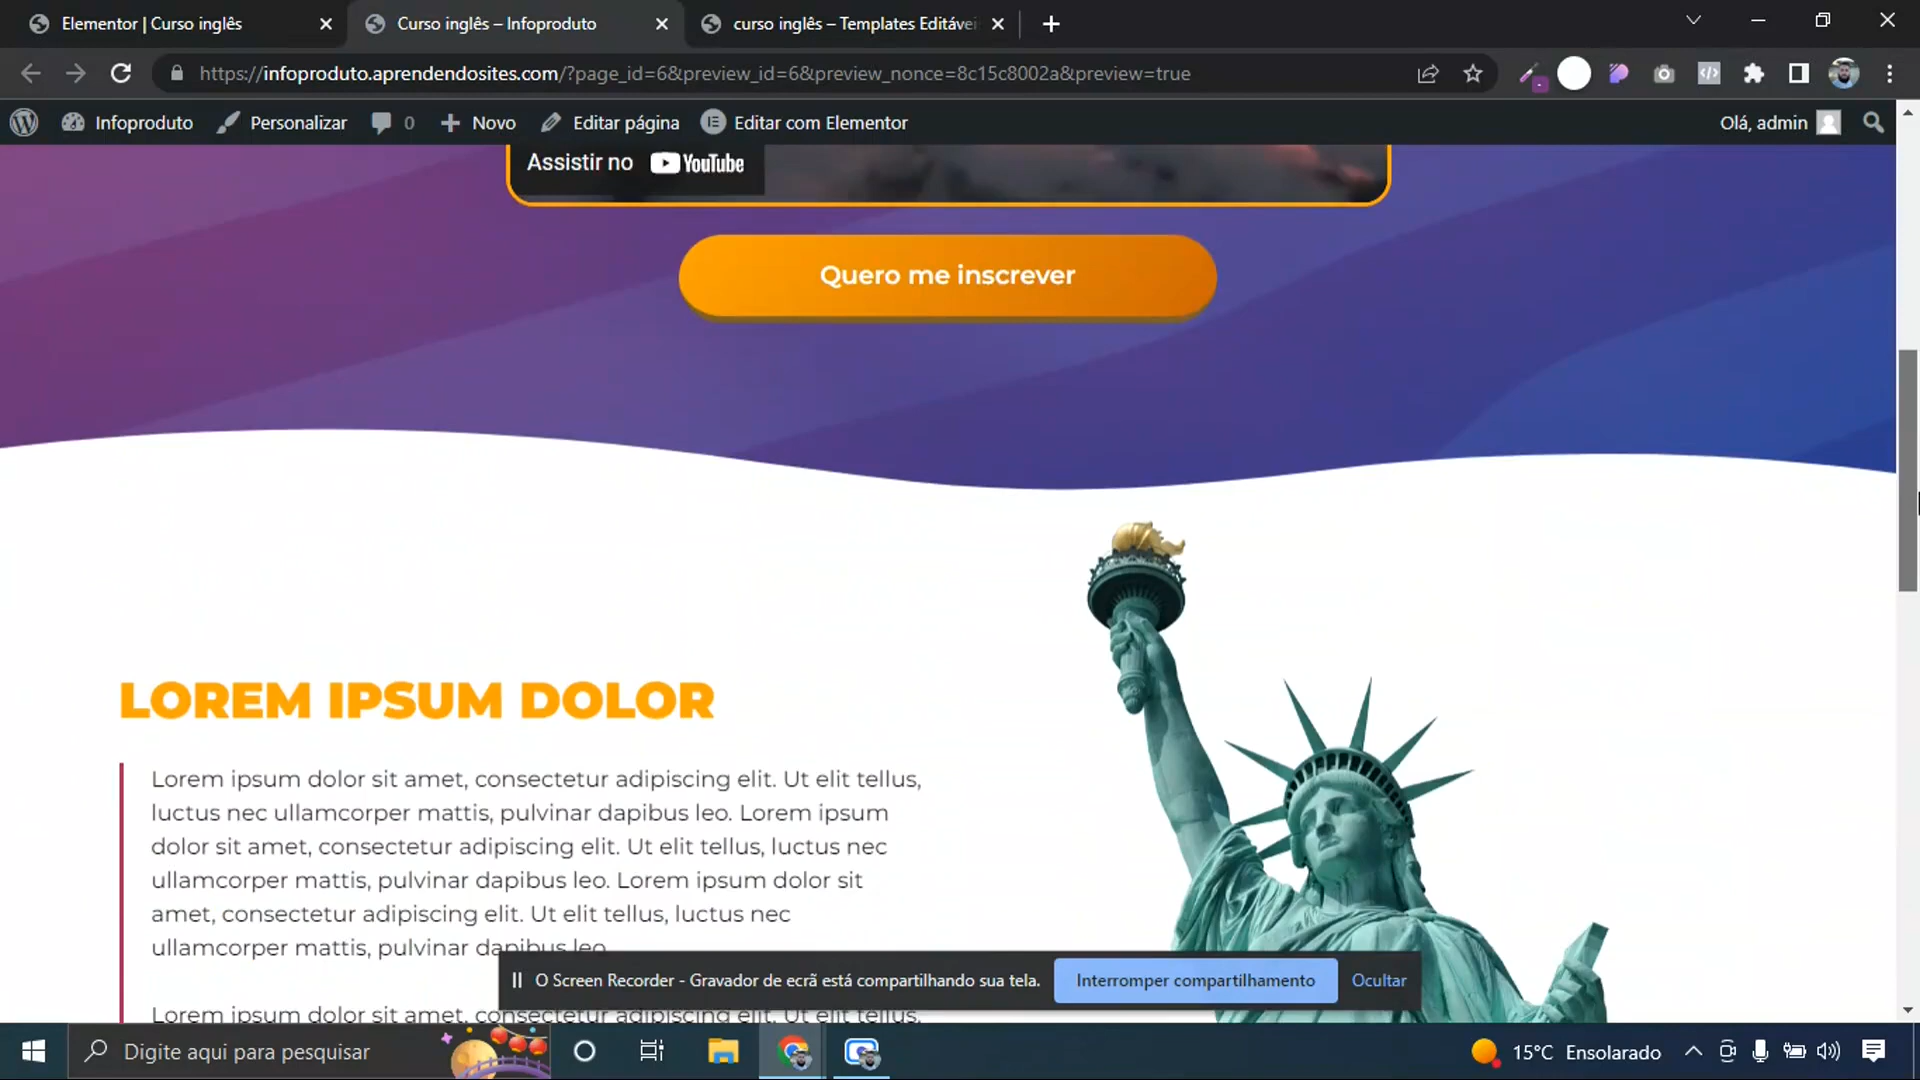 Elementor | Curso inglês
Curso inglês – Infoproduto
curso inglês – Templates Editávei
https://infoproduto.aprendendosites.com/?page_id=6&preview_id=6&preview_nonce=8c15c8002a&preview=true
Infoproduto
Personalizar
0
Novo
Editar página
Editar com Elementor
Olá, admin
Assistir no YouTube
Quero me inscrever
LOREM IPSUM DOLOR
Lorem ipsum dolor sit amet, consectetur adipiscing elit. Ut elit tellus,
luctus nec ullamcorper mattis, pulvinar dapibus leo. Lorem ipsum
dolor sit amet, consectetur adipiscing elit. Ut elit tellus, luctus nec
ullamcorper mattis, pulvinar dapibus leo. Lorem ipsum dolor sit
amet, consectetur adipiscing elit. Ut elit tellus, luctus nec
ullamcorper mattis, pulvinar dapibus leo.
Lorem ipsum dolor sit amet, consectetur adipiscing elit. Ut elit tellus,
O Screen Recorder - Gravador de ecrã está compartilhando sua tela.
Interromper compartilhamento
Ocultar
Digite aqui para pesquisar
15°C Ensolarado